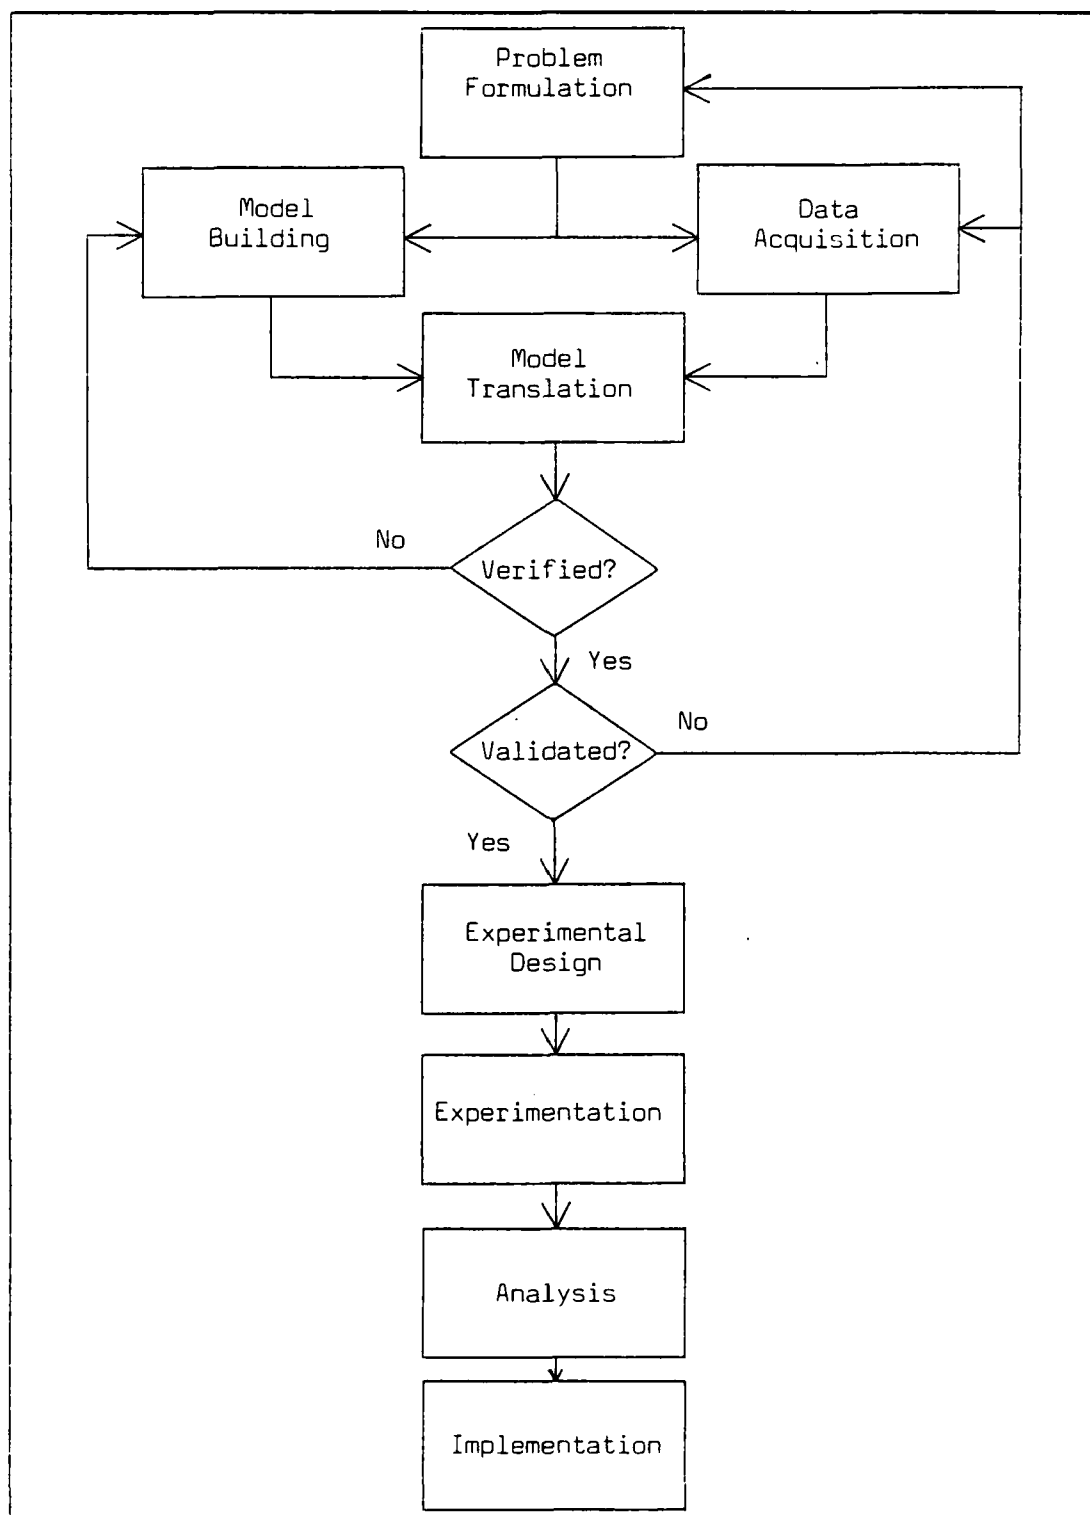 Problem
Formulation
Model
Building
Data
Acquisition
Model
Translation
No
Verified?
Yes
No
Validated?
Yes
Experimental
Design
Experimentation
Analysis
Implementation